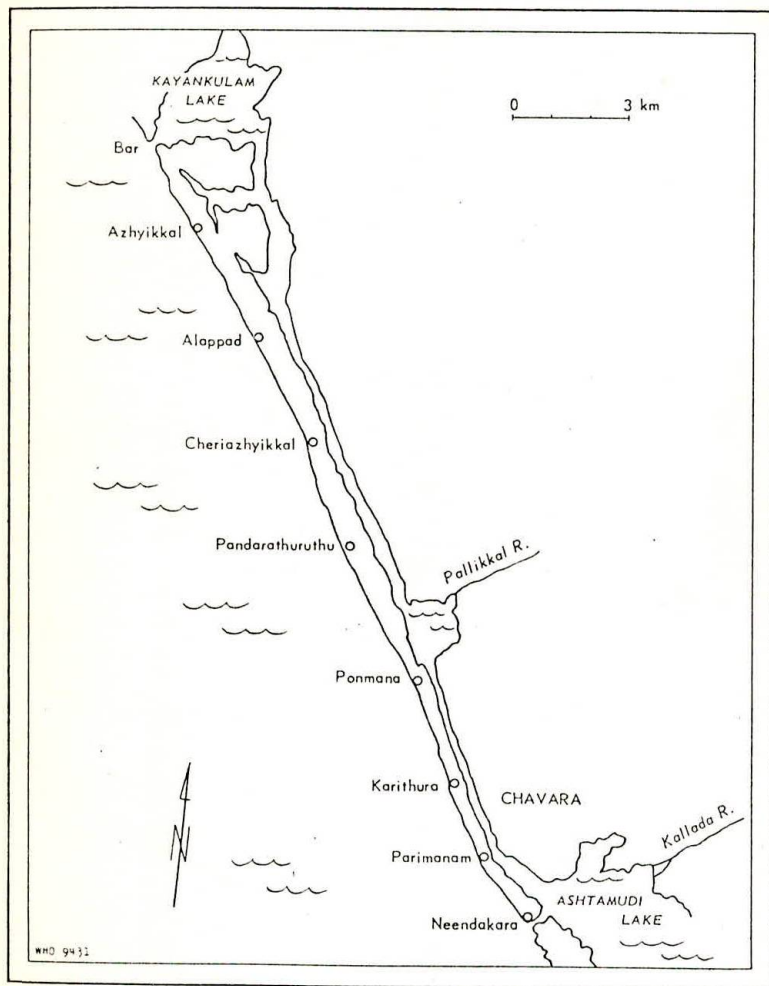 KAYANKULAM
LAKE
0 3 km
Bar
Azhyikkal
Alappad
Cheriazhyikkal
Pandarathuruthu
Pallikkal R.
Ponmana
Karithura
CHAVARA
Kallada R.
N
Parimanam
ASHTAMUDI
LAKE
Neendakara
WHO 9431